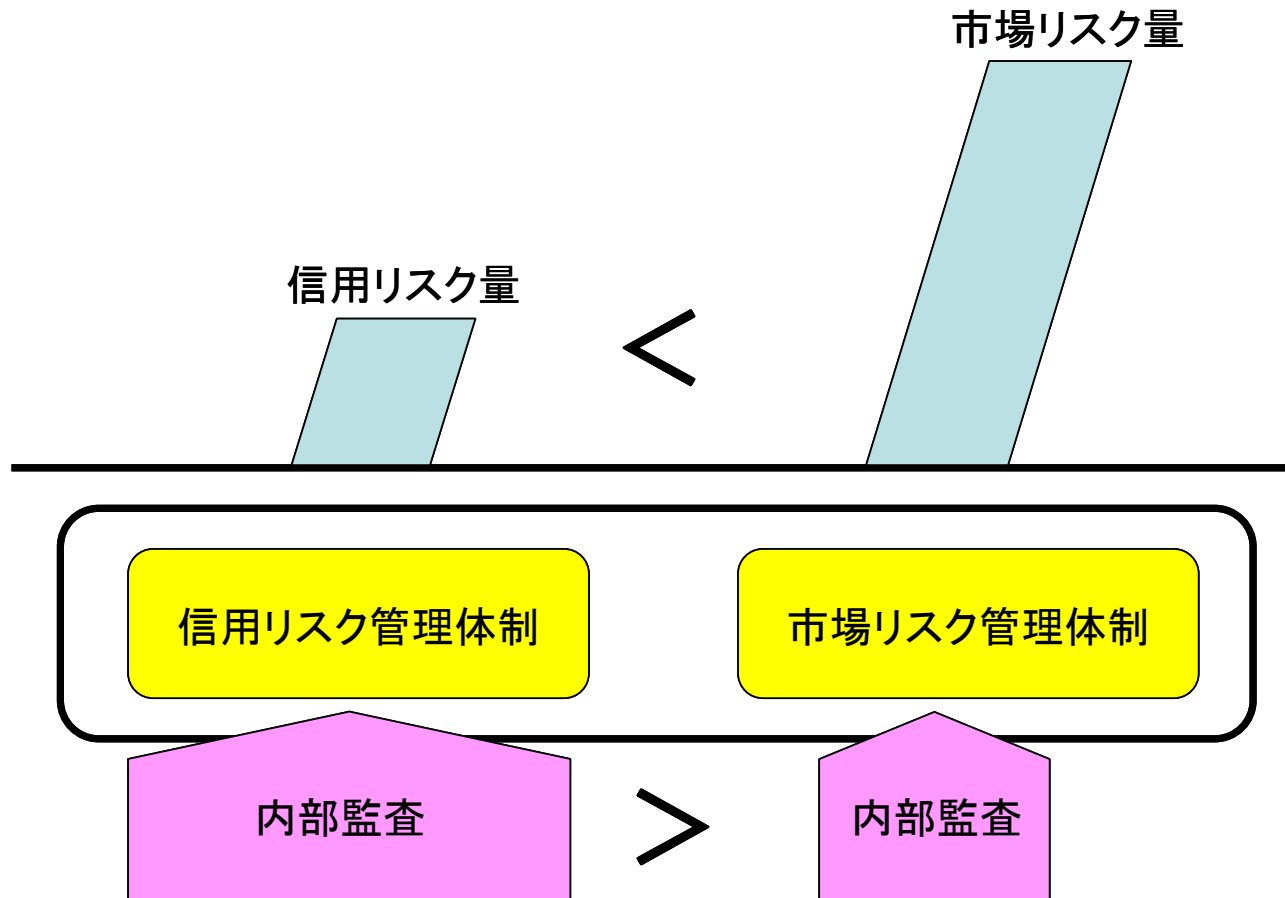 市場リスク量
信用リスク量
<
信用リスク管理体制
市場リスク管理体制
内部監査
>
内部監査